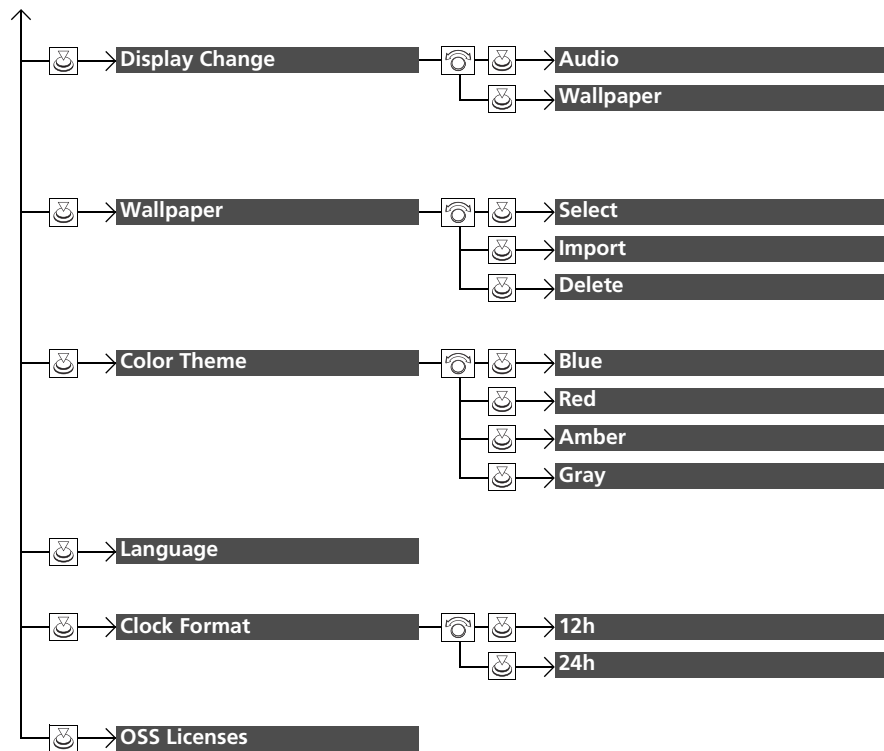 Display Change
Audio
Wallpaper
Wallpaper
Select
Import
Delete
Color Theme
Blue
Red
Amber
Gray
Language
Clock Format
12h
24h
OSS Licenses